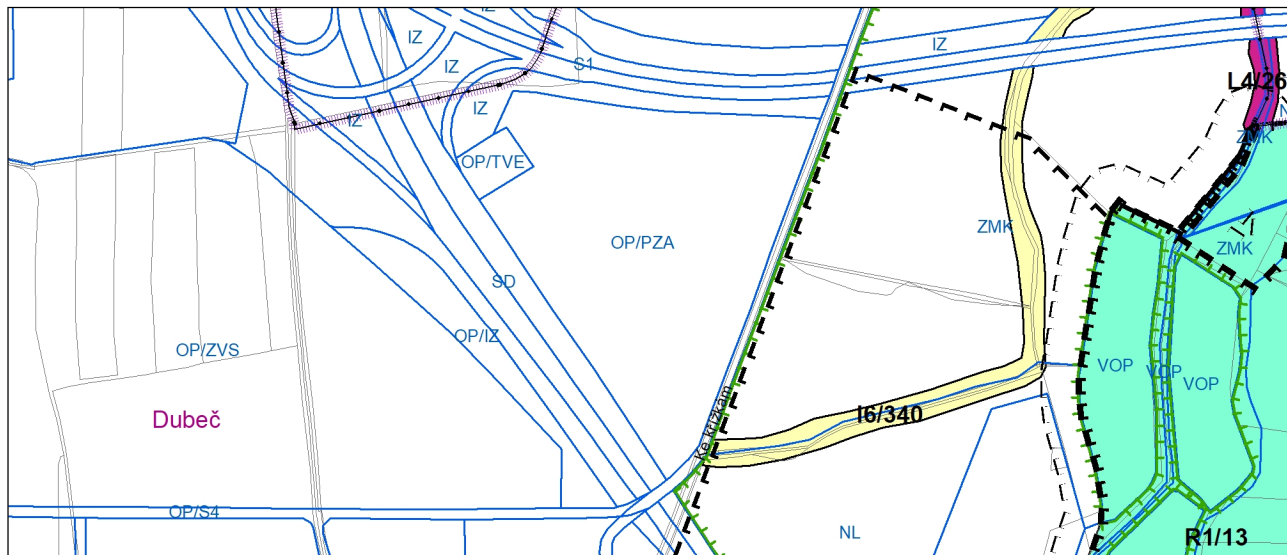 IZ
IZ
IZ
S1
IZ
L4/26
IZ
IZ
N
ZMK
OP/TVE
ZMK
OP/PZA
ZMK
SD
OP/IZ
OP/ZVS
VOP
VOP
VOP
Dubeč
Ke křížkám
I6/340
OP/S4
NL
R1/13